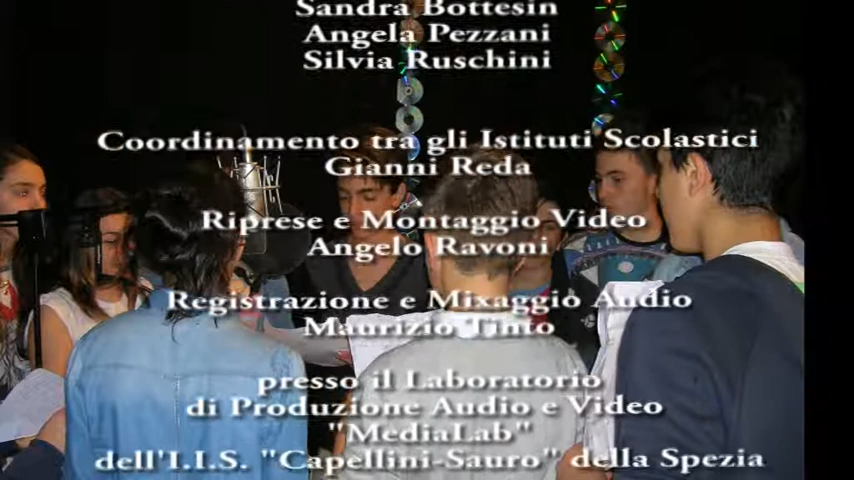 Sandra Bottesin
Angela Pezzani
Silvia Ruschini
Coordinamento tra gli Istituti Scolastici
Gianni Reda
Riprese e Montaggio Video
Angelo Ravoni
Registrazione e Mixaggio Audio
Maurizio Tinto
presso il Laboratorio
di Produzione Audio e Video
"MediaLab"
dell'I.I.S. "Capellini-Sauro" della Spezia